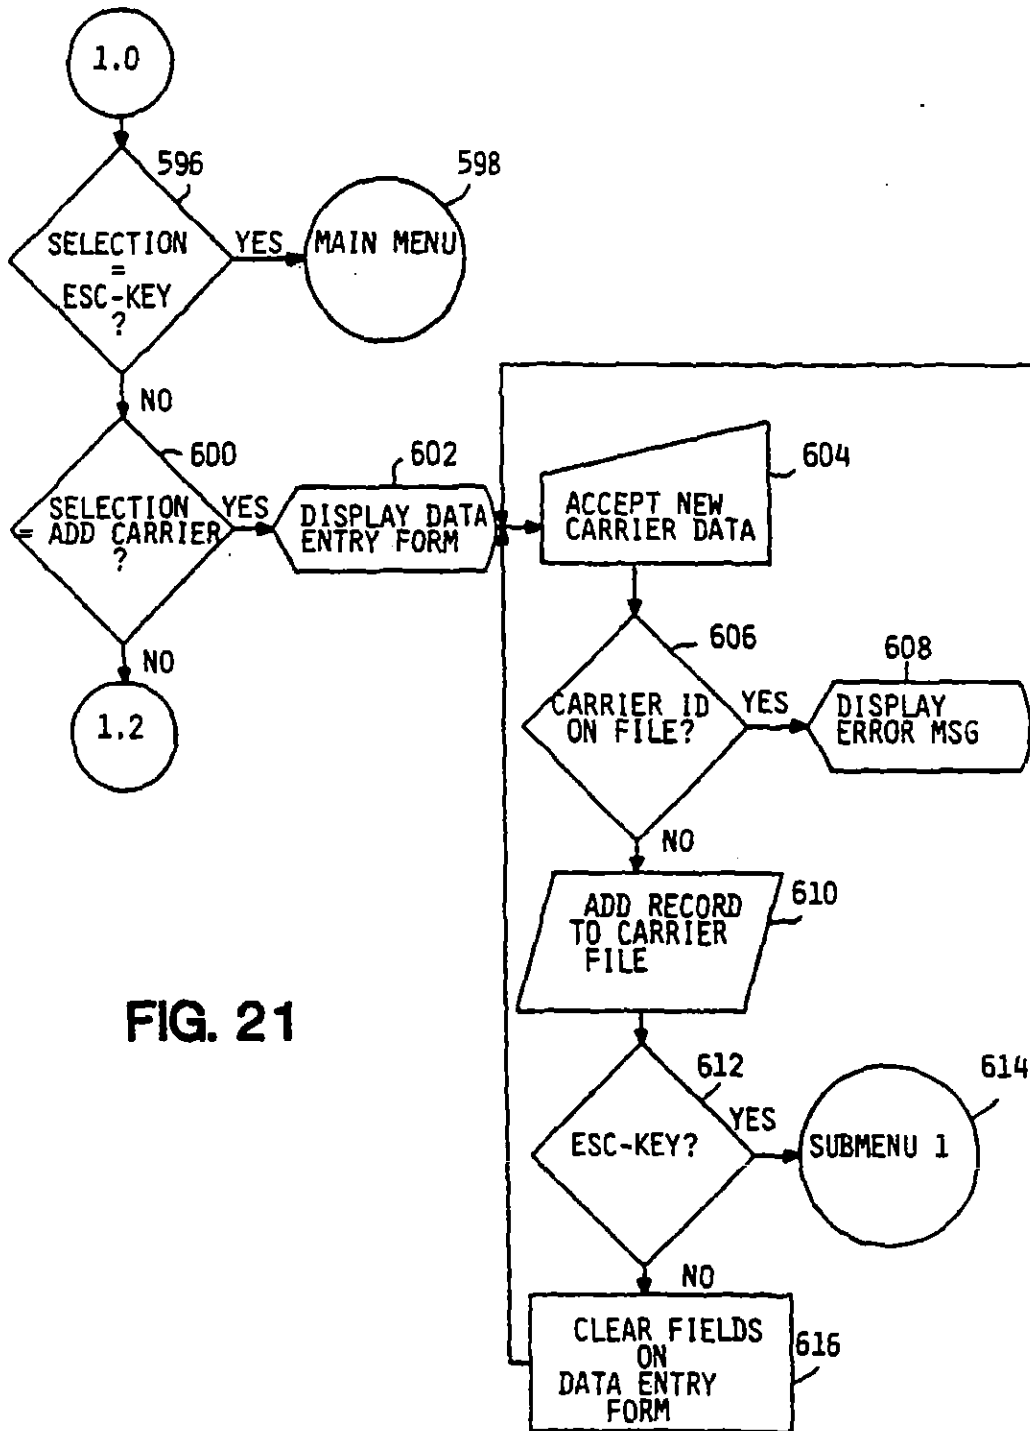 1.0
596
598
SELECTION
=
ESC-KEY
?
YES
MAIN MENU
NO
600
602
604
SELECTION
= ADD CARRIER
?
YES
DISPLAY DATA
ENTRY FORM
ACCEPT NEW
CARRIER DATA
NO
1.2
606
608
CARRIER ID
ON FILE?
YES
DISPLAY
ERROR MSG
NO
610
ADD RECORD
TO CARRIER
FILE
FIG. 21
612
614
ESC-KEY?
YES
SUBMENU 1
NO
616
CLEAR FIELDS
ON
DATA ENTRY
FORM